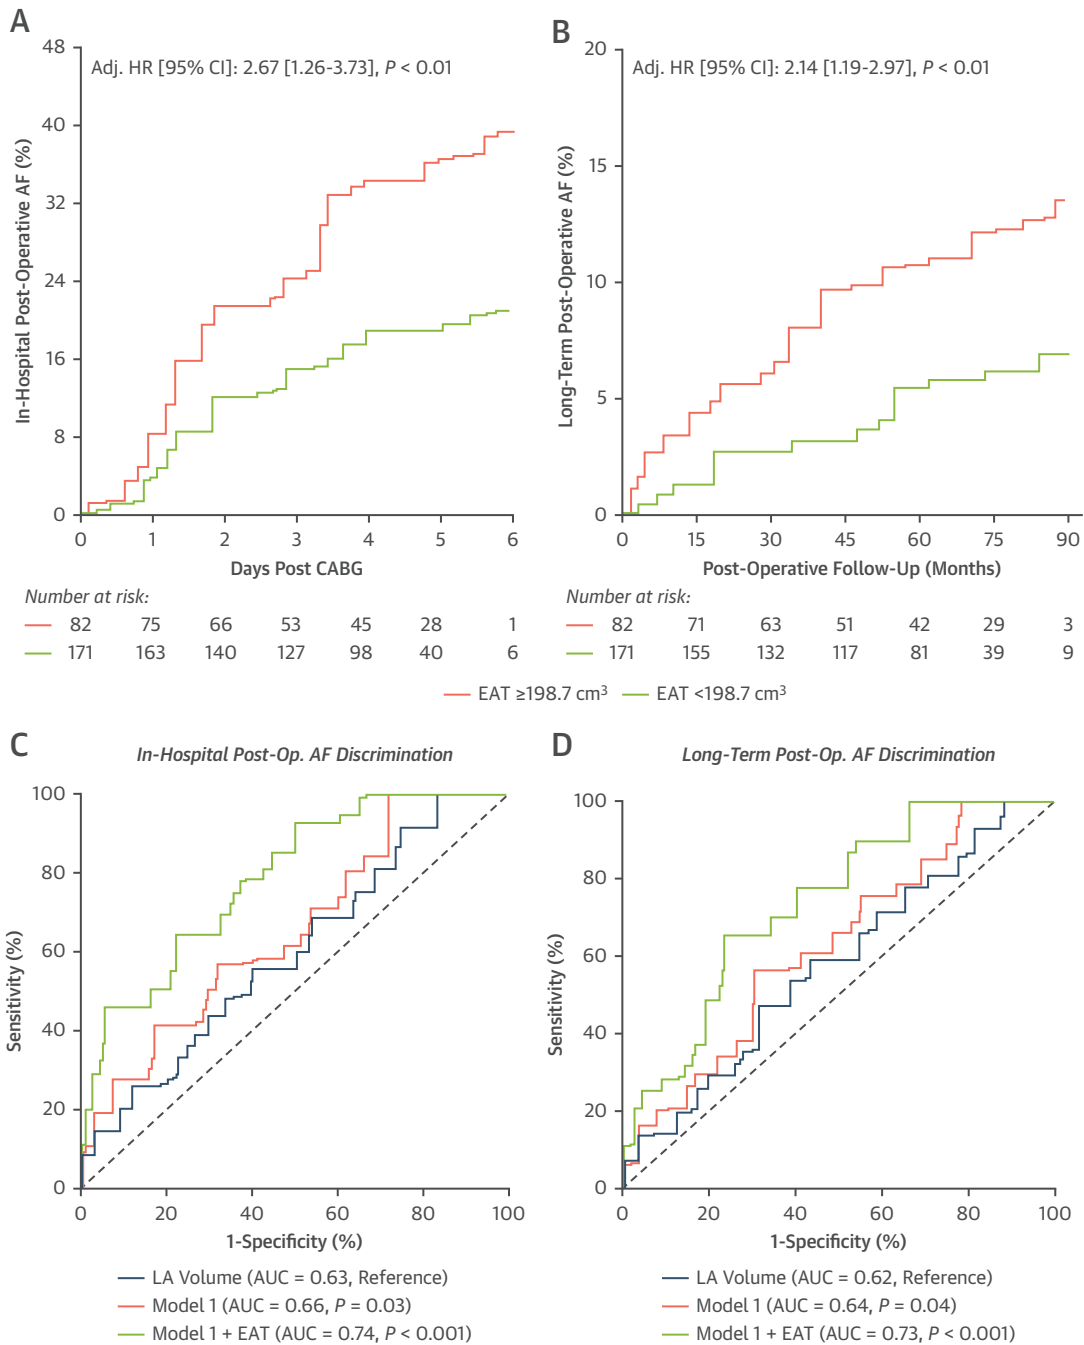 A
Adj. HR [95% CI]: 2.67 [1.26-3.73], P < 0.01
In-Hospital Post-Operative AF (%)
48
40
32
24
16
8
0
0 1 2 3 4 5 6
Days Post CABG
Number at risk:
82 75 66 53 45 28 1
171 163 140 127 98 40 6
B
Adj. HR [95% CI]: 2.14 [1.19-2.97], P < 0.01
Long-Term Post-Operative AF (%)
20
15
10
5
0
0 15 30 45 60 75 90
Post-Operative Follow-Up (Months)
Number at risk:
82 71 63 51 42 29 3
171 155 132 117 81 39 9
EAT ≥198.7 cm³ EAT <198.7 cm³
C
In-Hospital Post-Op. AF Discrimination
Sensitivity (%)
100
80
60
40
20
0
0 20 40 60 80 100
1-Specificity (%)
LA Volume (AUC = 0.63, Reference)
Model 1 (AUC = 0.66, P = 0.03)
Model 1 + EAT (AUC = 0.74, P < 0.001)
D
Long-Term Post-Op. AF Discrimination
Sensitivity (%)
100
80
60
40
20
0
0 20 40 60 80 100
1-Specificity (%)
LA Volume (AUC = 0.62, Reference)
Model 1 (AUC = 0.64, P = 0.04)
Model 1 + EAT (AUC = 0.73, P < 0.001)